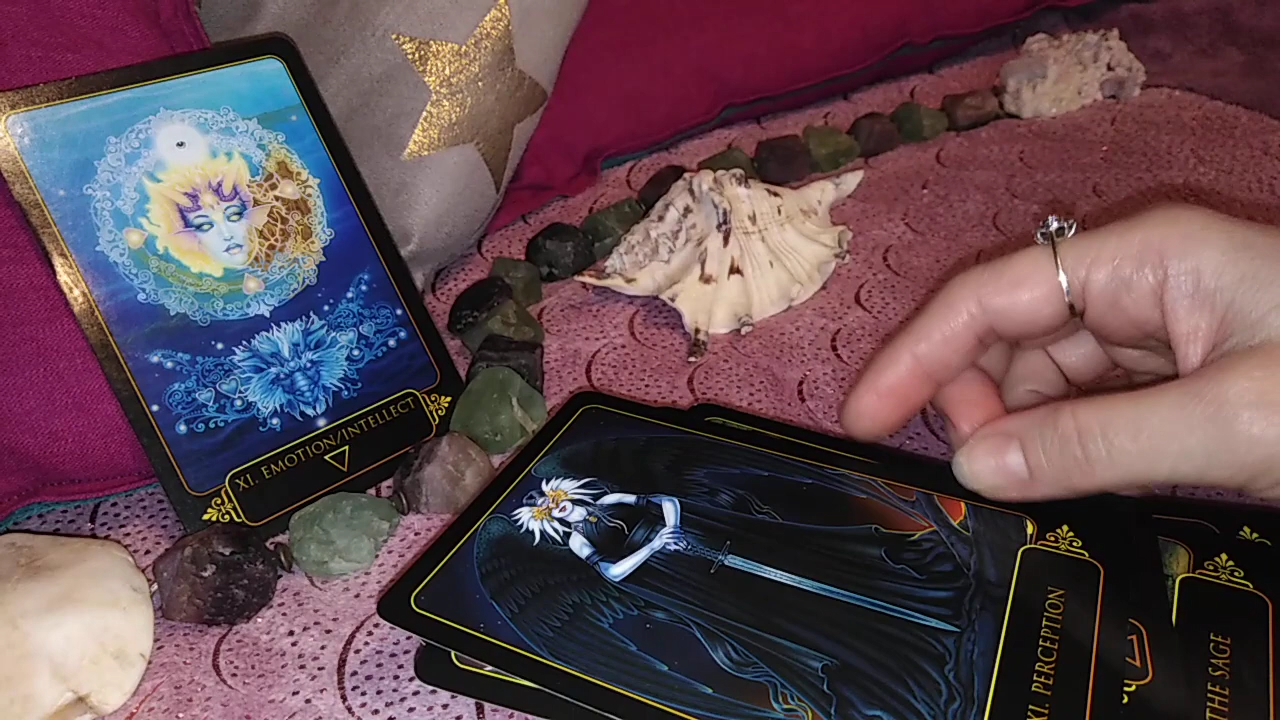 XI. EMOTION/INTELLECT
XI. PERCEPTION
THE SAGE